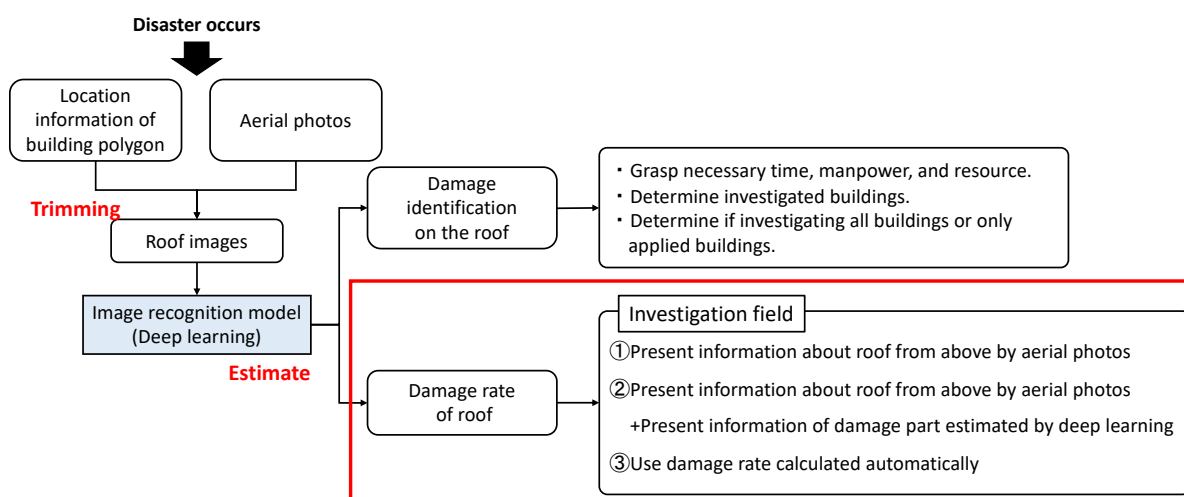 Disaster occurs
Location
information of
building polygon
Aerial photos
Trimming
Roof images
Image recognition model
(Deep learning)
Estimate
Damage
identification
on the roof
・Grasp necessary time, manpower, and resource.
・Determine investigated buildings.
・Determine if investigating all buildings or only
applied buildings.
Damage rate
of roof
Investigation field
①Present information about roof from above by aerial photos
②Present information about roof from above by aerial photos
+Present information of damage part estimated by deep learning
③Use damage rate calculated automatically